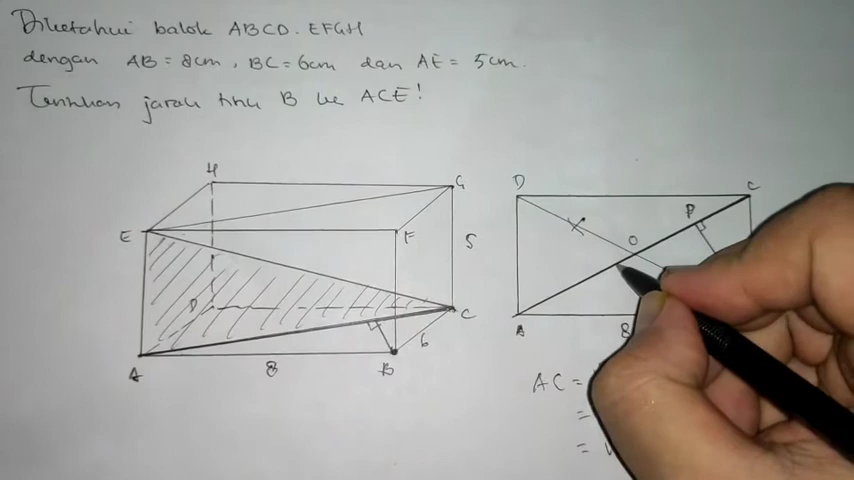 Diketahui balok ABCD.EFGH
dengan AB = 8cm, BC = 6cm dan AE = 5cm.
Tentukan jarak titik B ke ACE!
H
G
E
F
5
D
C
6
A
8
B
D
C
P
O
A
8
AC =
=
=